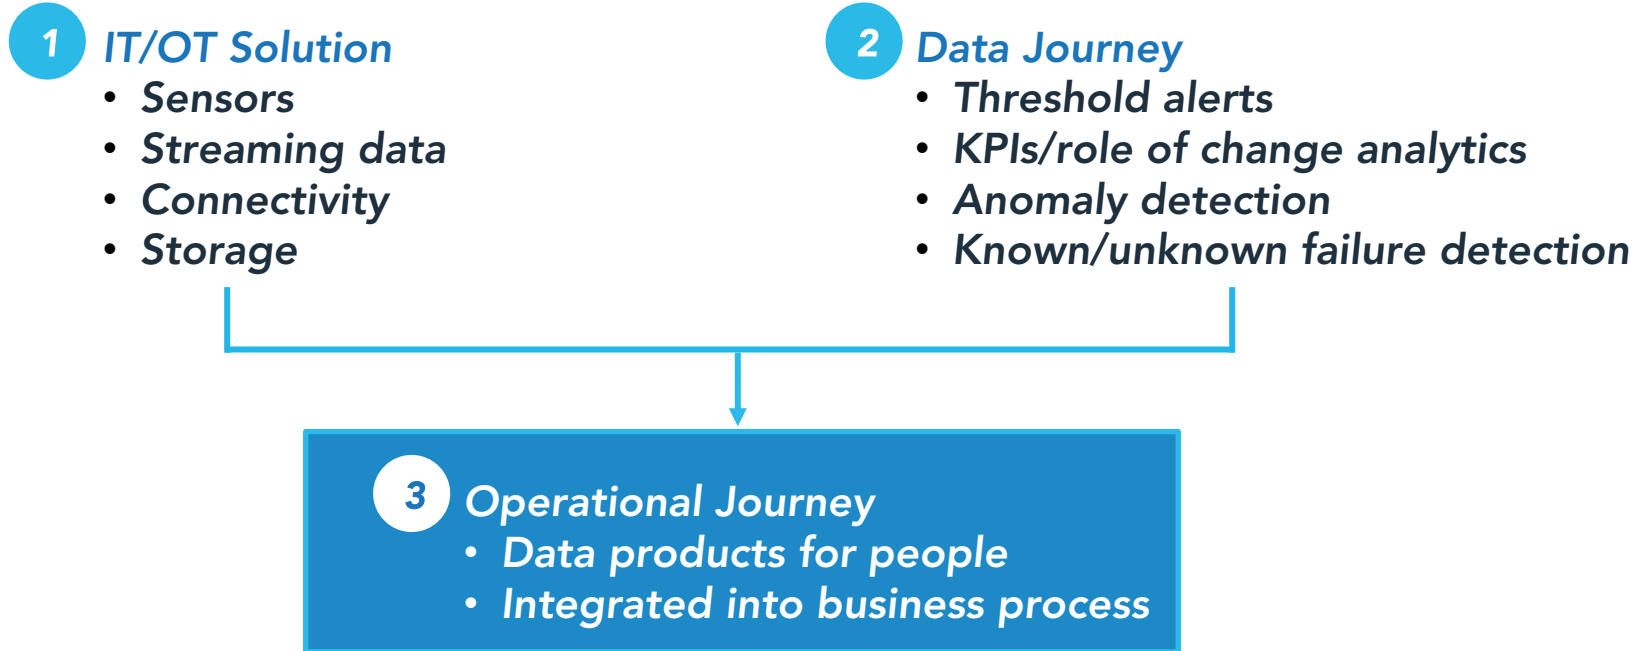 1 IT/OT Solution
• Sensors
• Streaming data
• Connectivity
• Storage
2 Data Journey
• Threshold alerts
• KPIs/role of change analytics
• Anomaly detection
• Known/unknown failure detection
3 Operational Journey
• Data products for people
• Integrated into business process